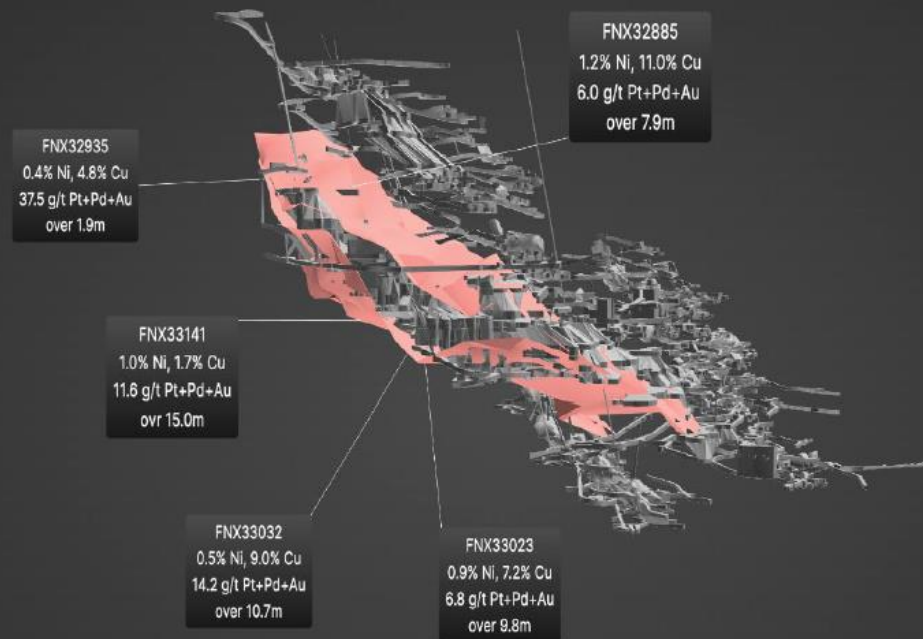 FNX32885
1.2% Ni, 11.0% Cu
6.0 g/t Pt+Pd+Au
over 7.9m
FNX32935
0.4% Ni, 4.8% Cu
37.5 g/t Pt+Pd+Au
over 1.9m
FNX33141
1.0% Ni, 1.7% Cu
11.6 g/t Pt+Pd+Au
ovr 15.0m
FNX33032
0.5% Ni, 9.0% Cu
14.2 g/t Pt+Pd+Au
over 10.7m
FNX33023
0.9% Ni, 7.2% Cu
6.8 g/t Pt+Pd+Au
over 9.8m